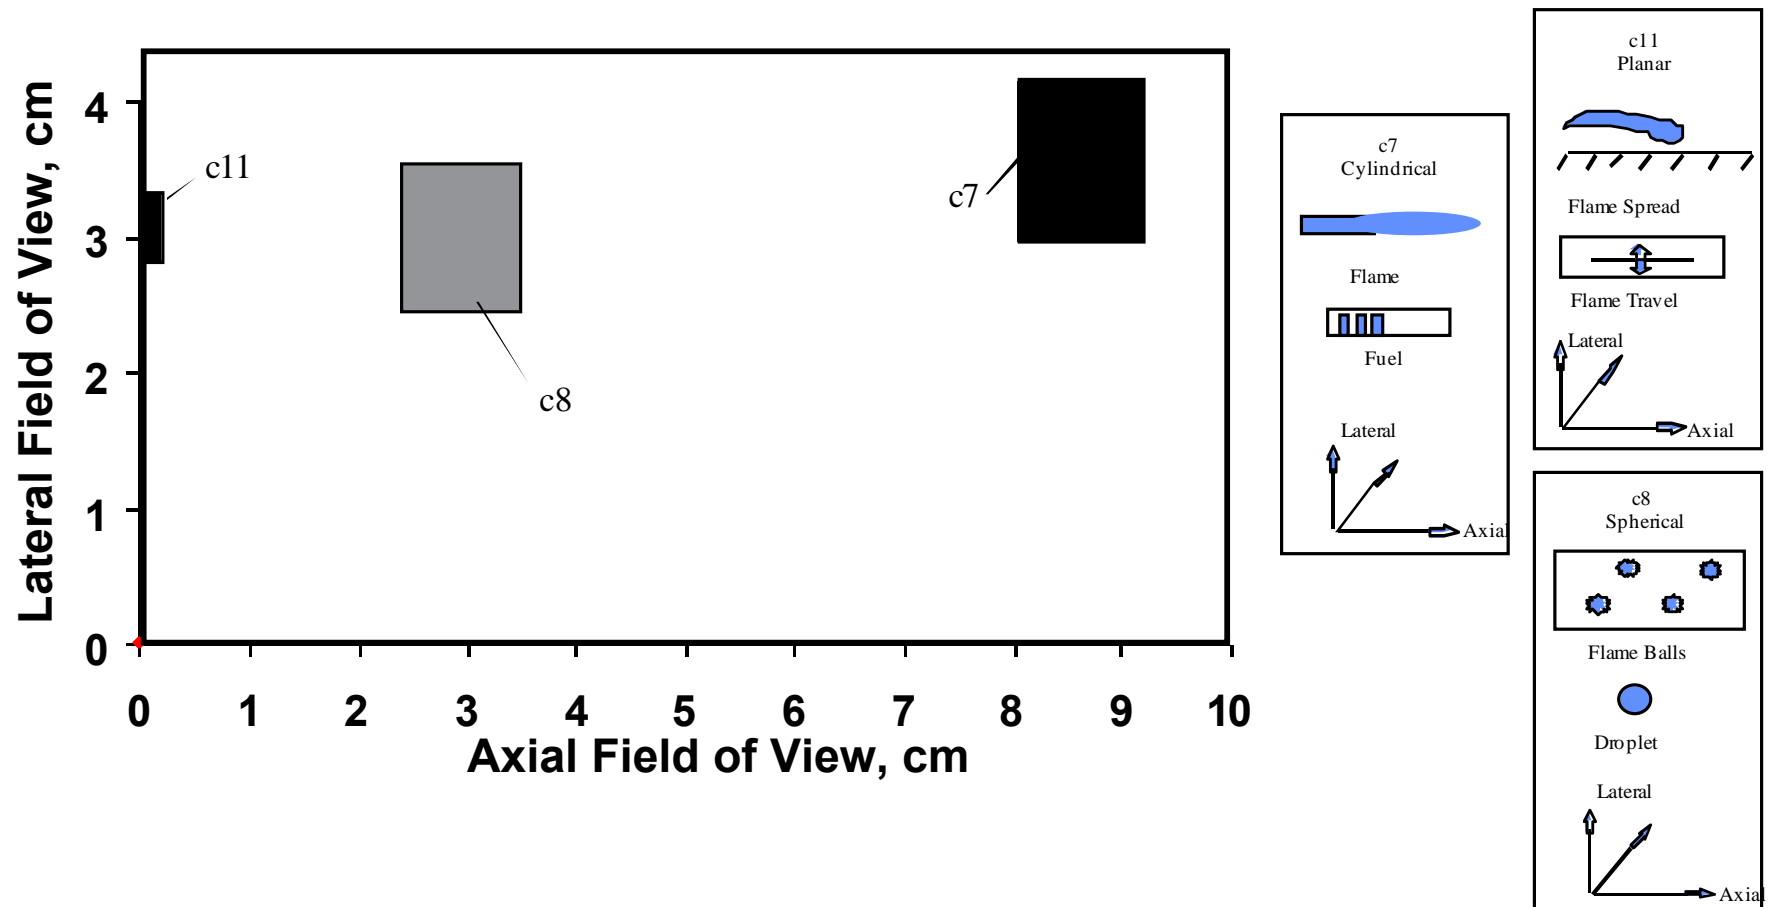 Lateral Field of View, cm
4
3
2
1
0
c11
c8
c7
0 1 2 3 4 5 6 7 8 9 10
Axial Field of View, cm
c7
Cylindrical
Flame
Fuel
Lateral
Axial
c11
Planar
Flame Spread
Flame Travel
Lateral
Axial
c8
Spherical
Flame Balls
Droplet
Lateral
Axial